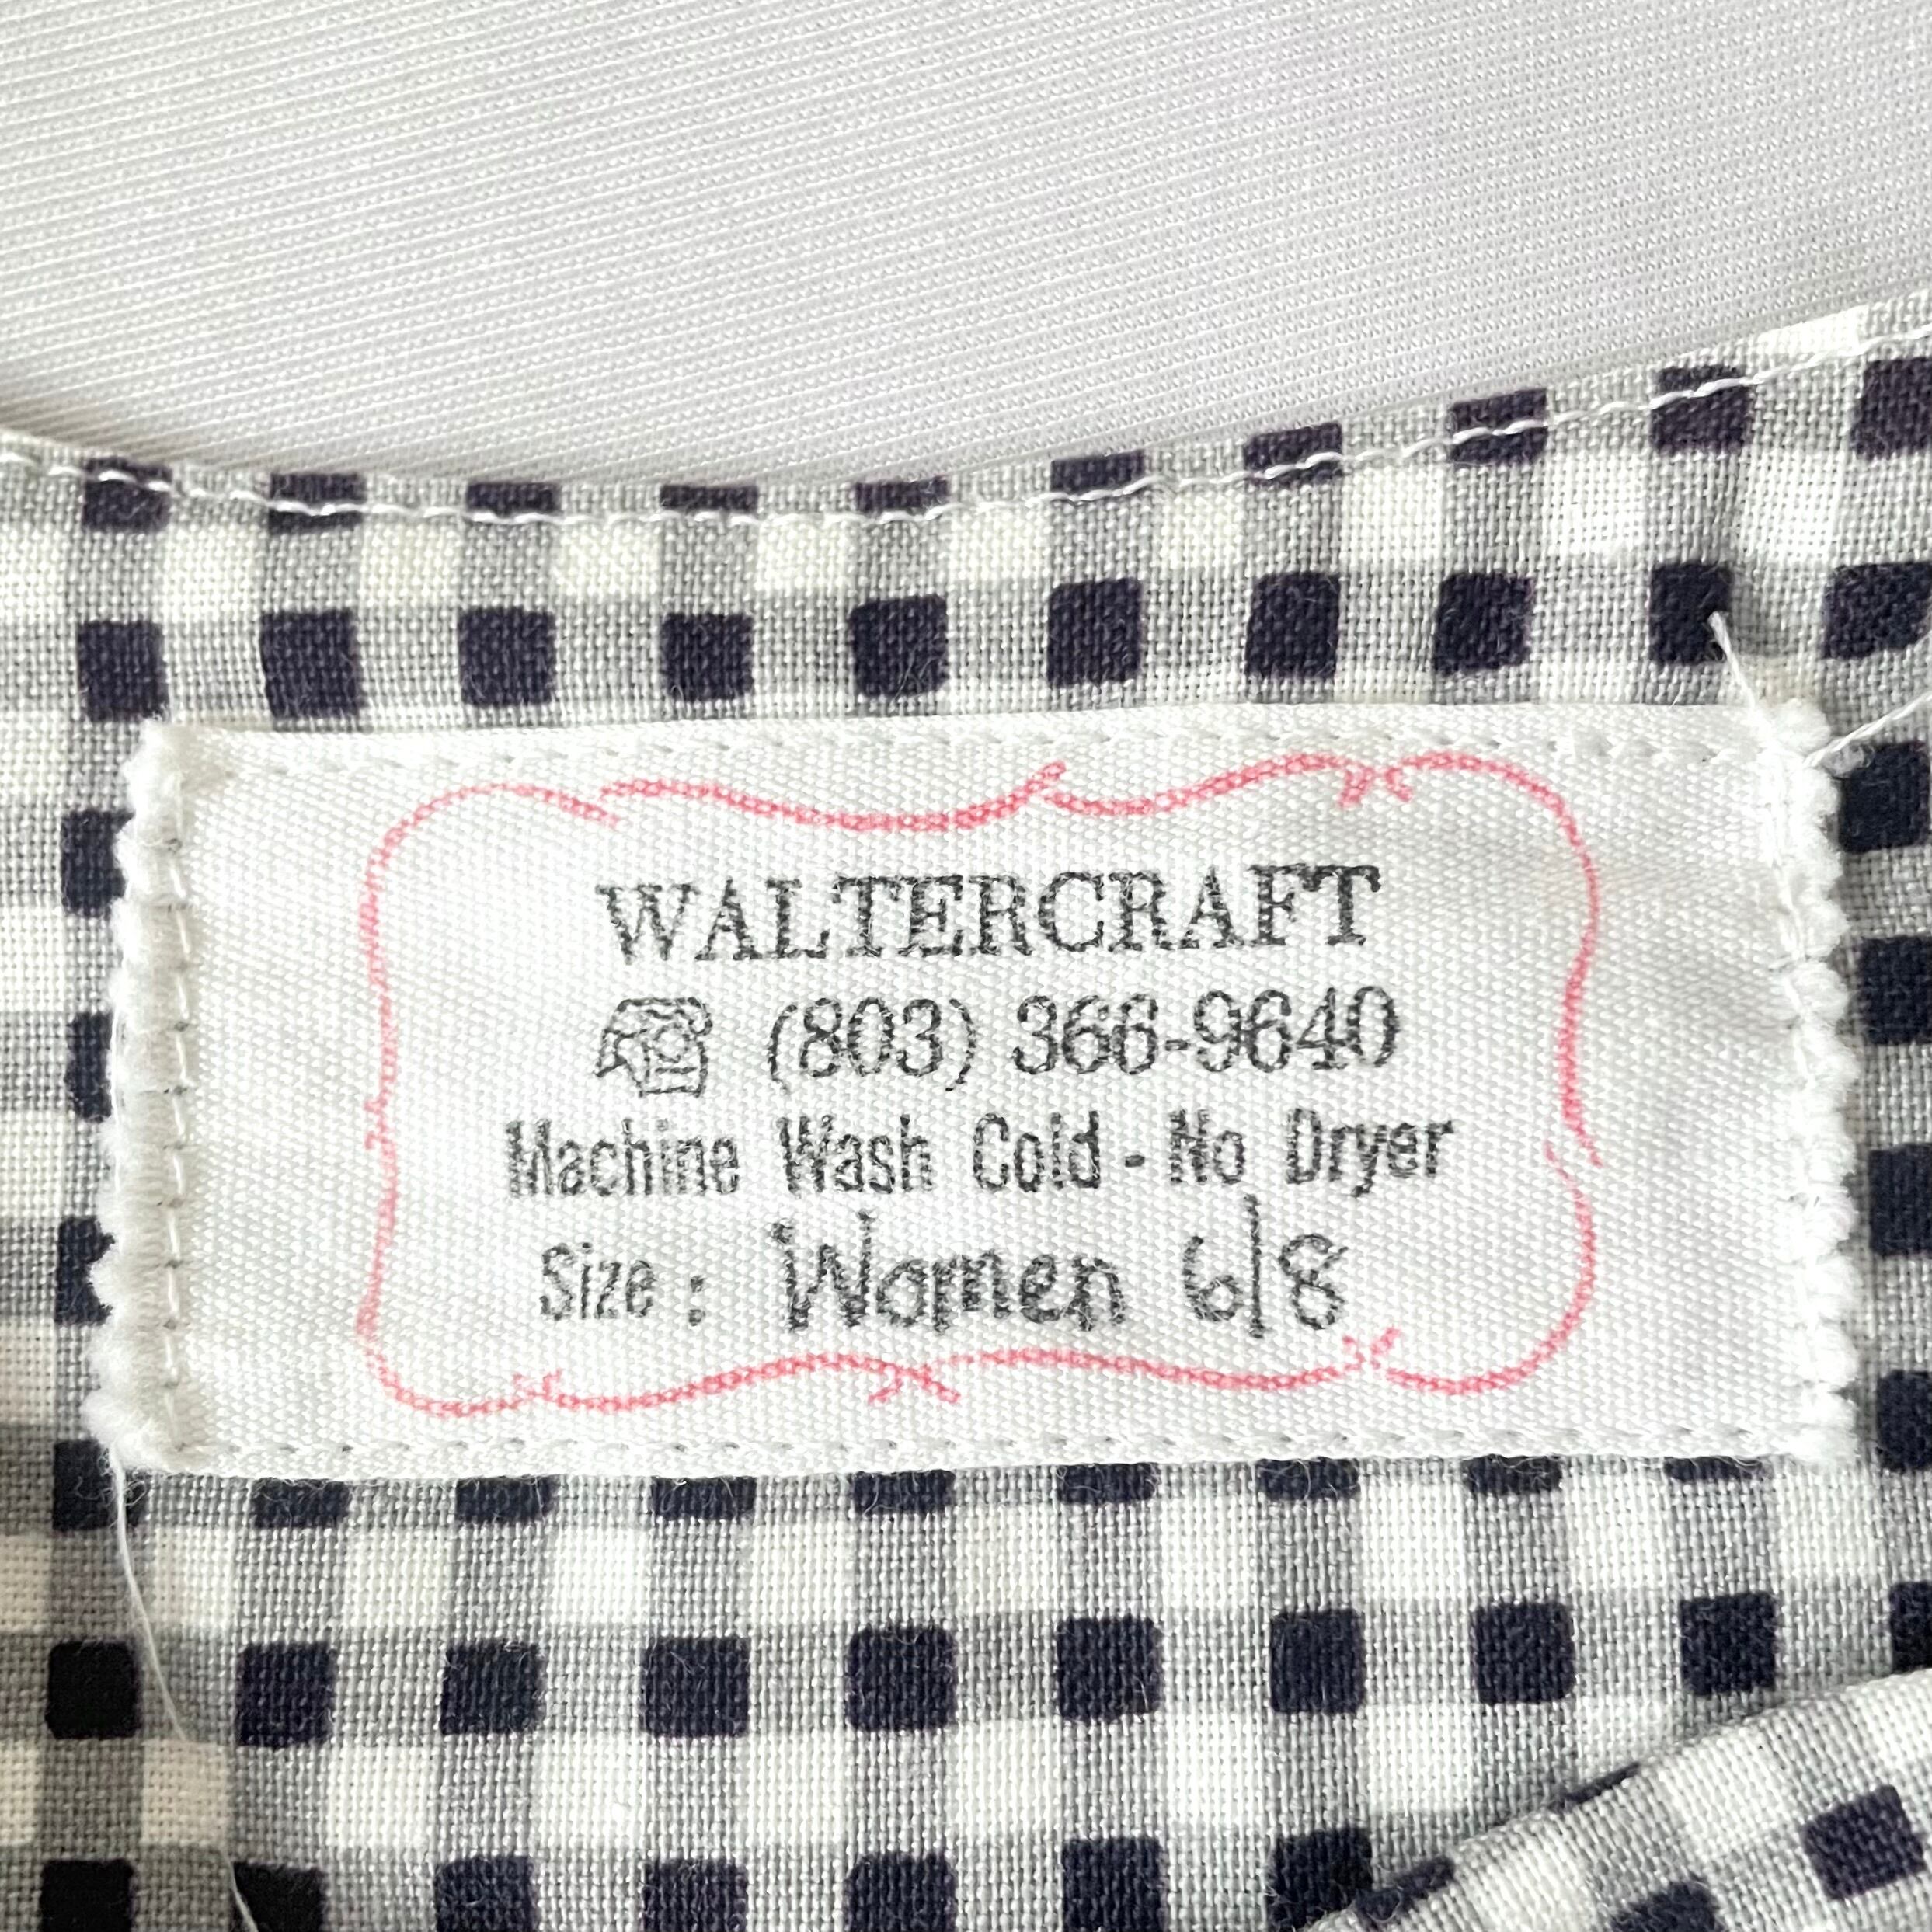 WALTERCRAFT
(803) 366-9640
Machine Wash Cold - No Dryer
Size: Women 6/8